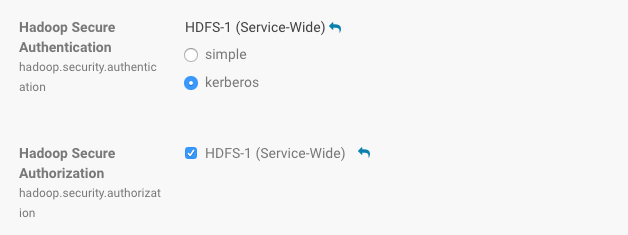 Hadoop Secure
Authentication
hadoop.security.authentic
ation
HDFS-1 (Service-Wide)
simple
kerberos
Hadoop Secure
Authorization
hadoop.security.authorizat
ion
HDFS-1 (Service-Wide)